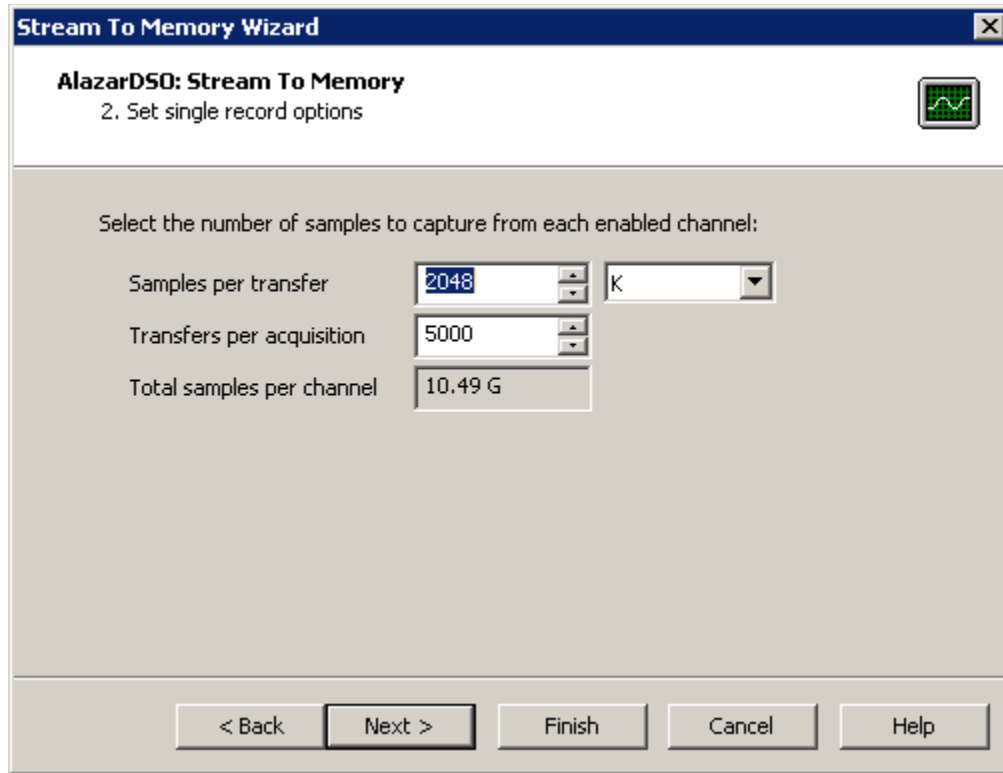 Stream To Memory Wizard
AlazarDSO: Stream To Memory
2. Set single record options
Select the number of samples to capture from each enabled channel:
Samples per transfer 2048 K
Transfers per acquisition 5000
Total samples per channel 10.49 G
< Back Next > Finish Cancel Help